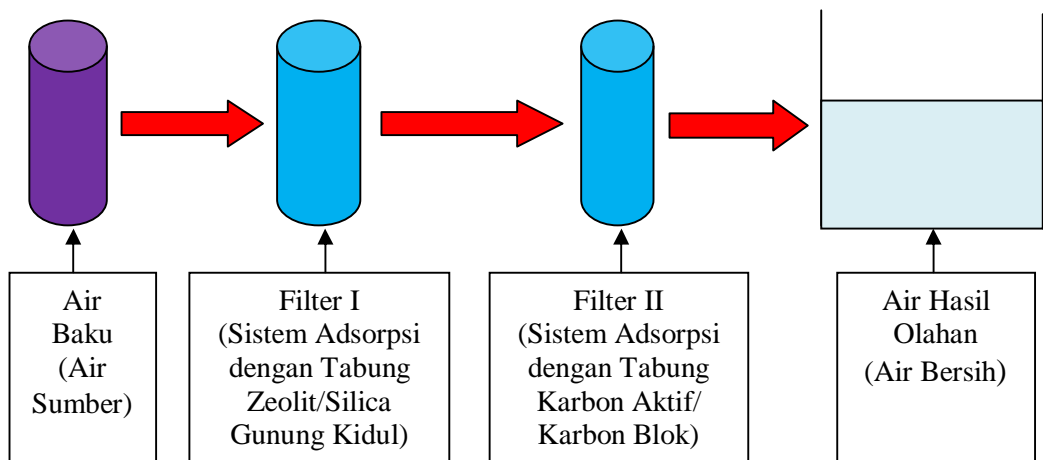 Air
Baku
(Air
Sumber)
Filter I
(Sistem Adsorpsi
dengan Tabung
Zeolit/Silica
Gunung Kidul)
Filter II
(Sistem Adsorpsi
dengan Tabung
Karbon Aktif/
Karbon Blok)
Air Hasil
Olahan
(Air Bersih)